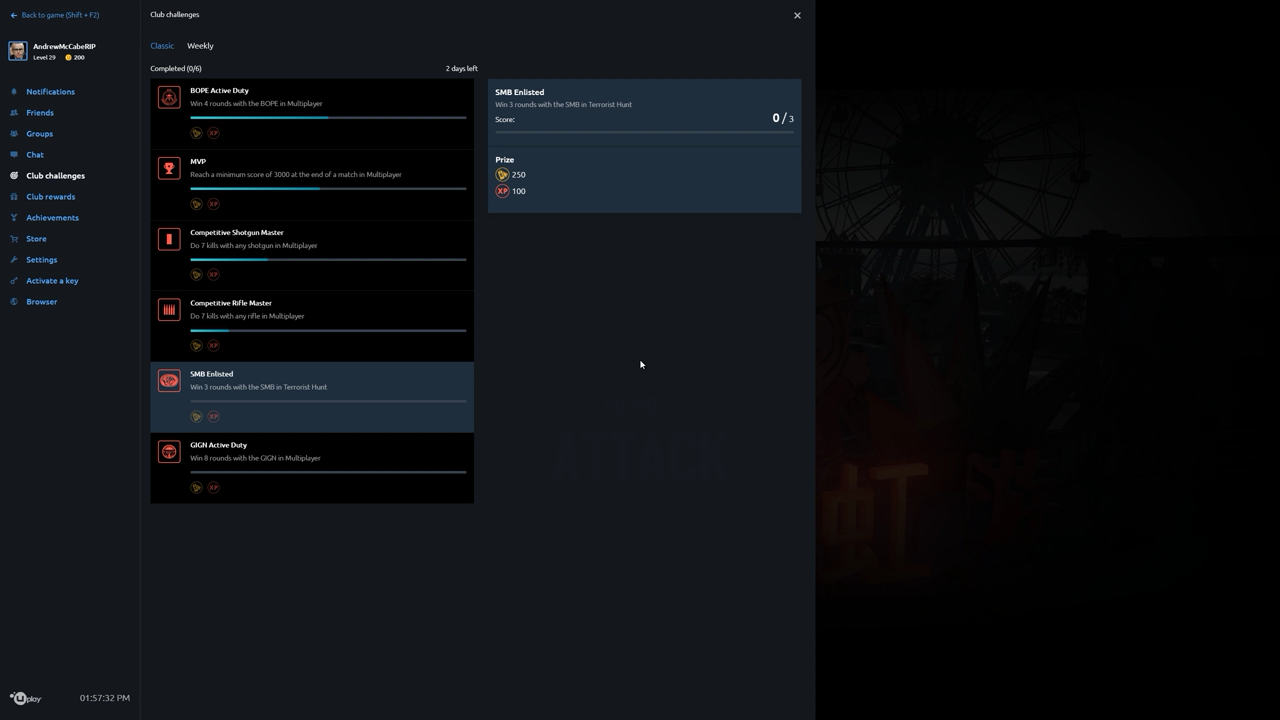 Back to game (Shift + F2)
Club challenges
AndrewMcCabeRIP
Level 29 200
Classic Weekly
Completed (0/6) 2 days left
Notifications
Friends
Groups
Chat
Club challenges
Club rewards
Achievements
Store
Settings
Activate a key
Browser
BOPE Active Duty
Win 4 rounds with the BOPE in Multiplayer
XP
MVP
Reach a minimum score of 3000 at the end of a match in Multiplayer
XP
Competitive Shotgun Master
Do 7 kills with any shotgun in Multiplayer
XP
Competitive Rifle Master
Do 7 kills with any rifle in Multiplayer
XP
SMB Enlisted
Win 3 rounds with the SMB in Terrorist Hunt
XP
GIGN Active Duty
Win 8 rounds with the GIGN in Multiplayer
XP
SMB Enlisted
Win 3 rounds with the SMB in Terrorist Hunt
Score: 0 / 3
Prize
250
XP 100
uplay 01:57:32 PM